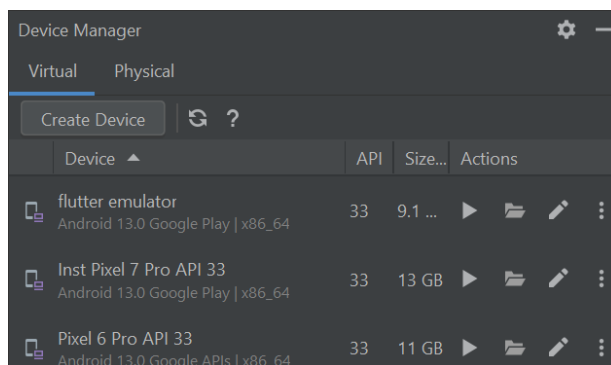 Device Manager
Virtual Physical
Create Device ?
Device API Size... Actions
flutter emulator
Android 13.0 Google Play | x86_64
33 9.1 ...
Inst Pixel 7 Pro API 33
Android 13.0 Google Play | x86_64
33 13 GB
Pixel 6 Pro API 33
Android 13.0 Google APIs | x86_64
33 11 GB